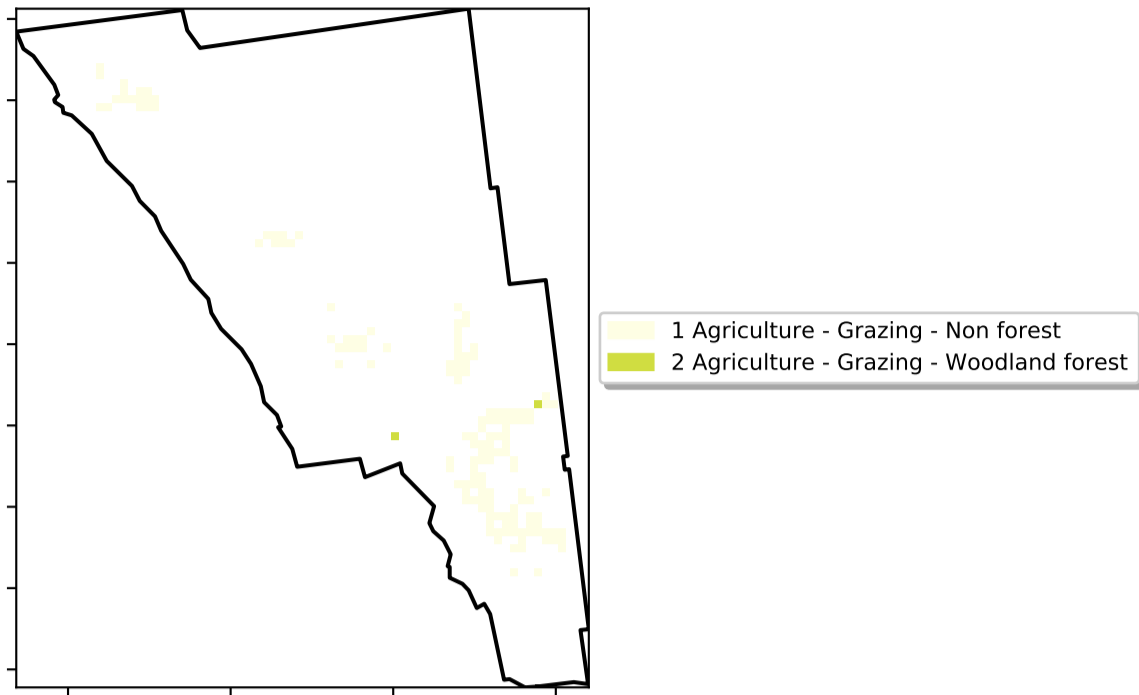 1 Agriculture - Grazing - Non forest
2 Agriculture - Grazing - Woodland forest